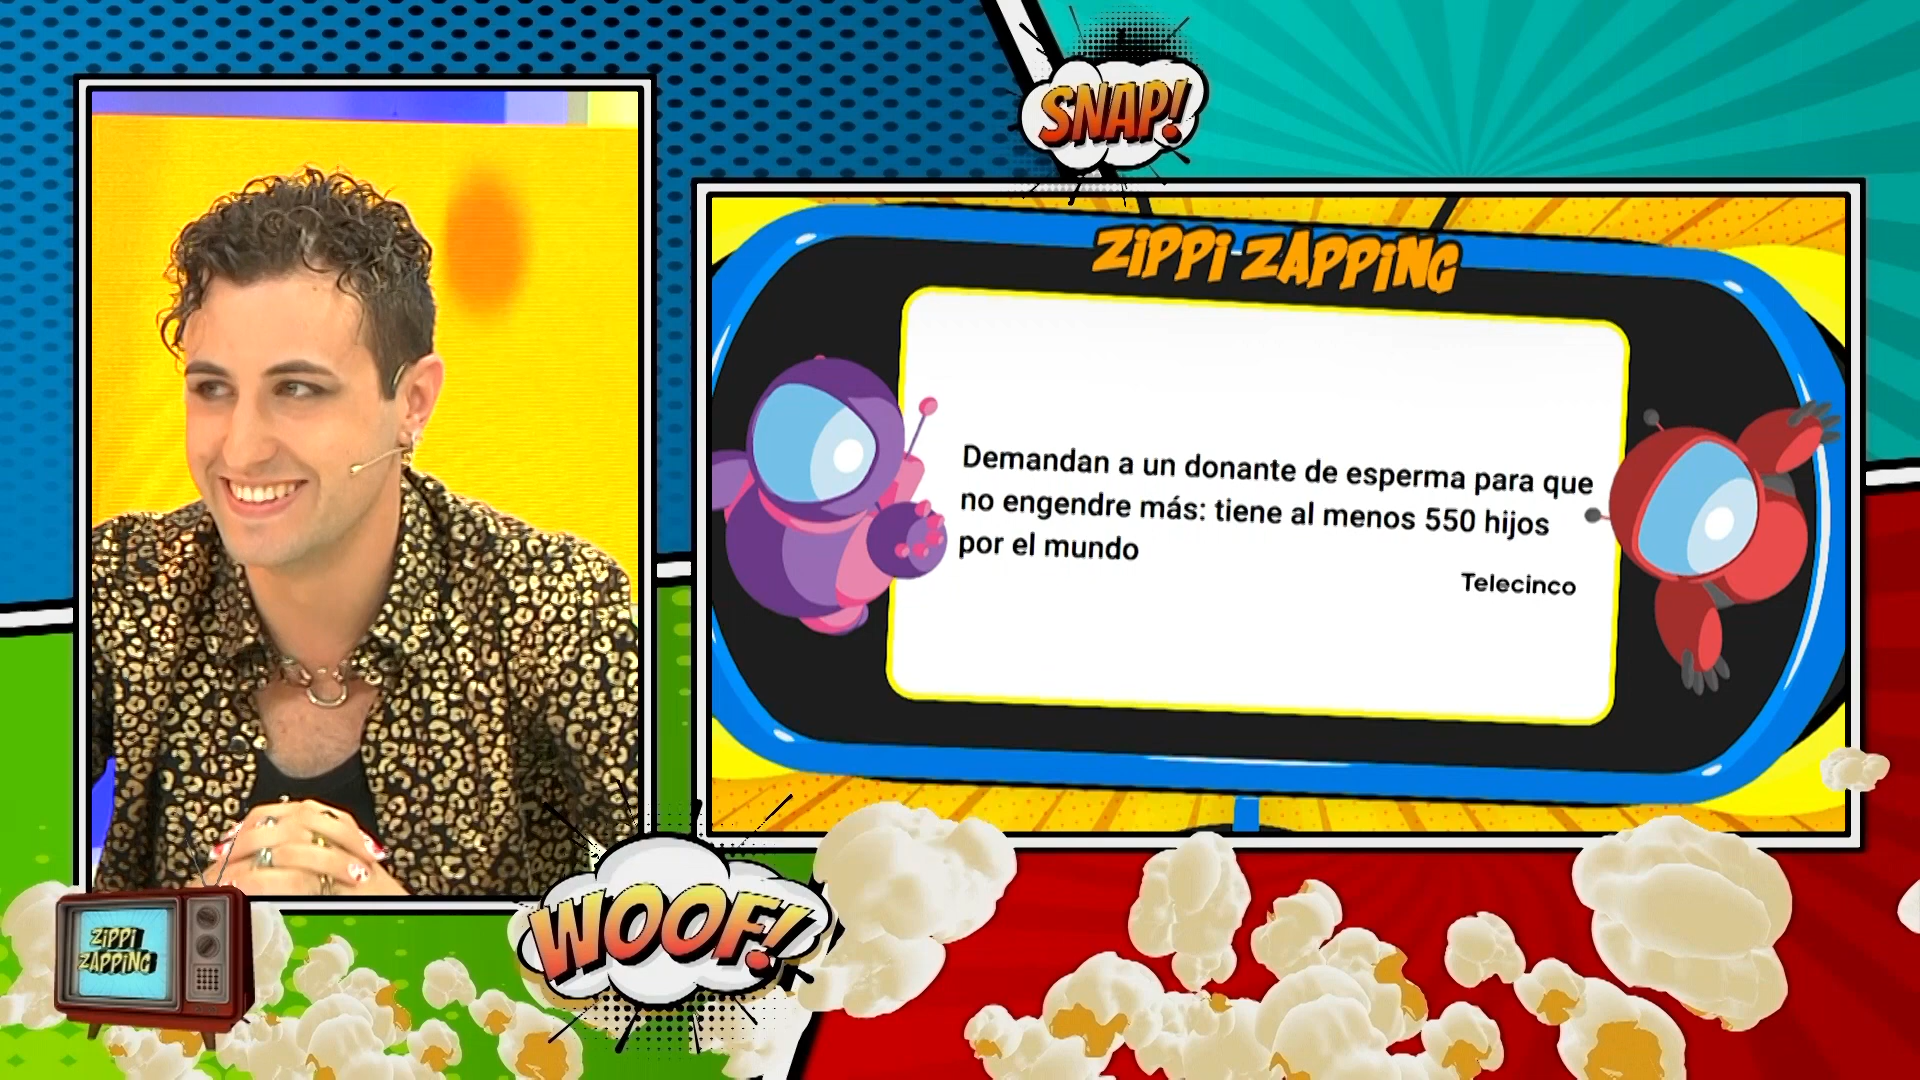 SNAP!
ZIPPI-ZAPPING
Demandan a un donante de esperma para que
no engendre más: tiene al menos 550 hijos
por el mundo
Telecinco
WOOF!
ZIPPI
ZAPPING